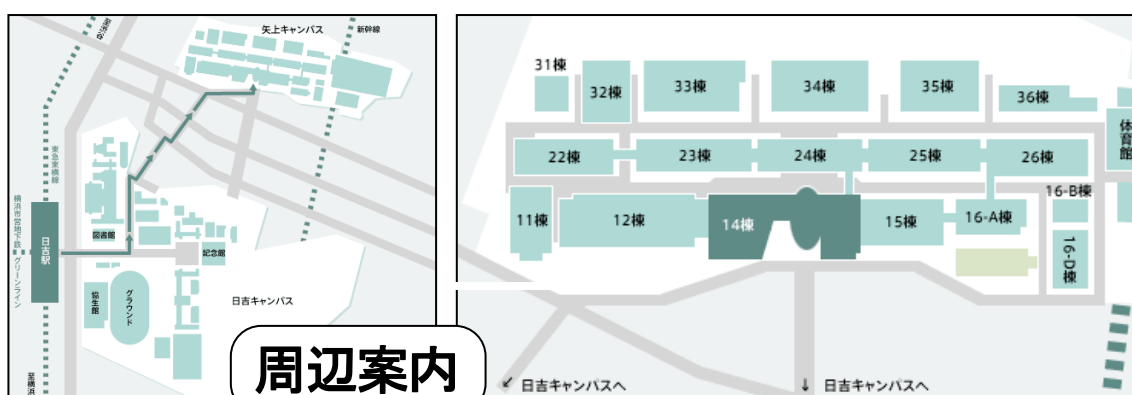 至渋谷
矢上キャンパス
新幹線
東急東横線
横浜市営地下鉄
グリーンライン
日吉駅
図書館
記念館
協生館
グラウンド
日吉キャンパス
至横浜
周辺案内
31棟
32棟
33棟
34棟
35棟
36棟
体育館
22棟
23棟
24棟
25棟
26棟
11棟
12棟
14棟
15棟
16-A棟
16-B棟
16-D棟
↙ 日吉キャンパスへ
↓ 日吉キャンパスへ